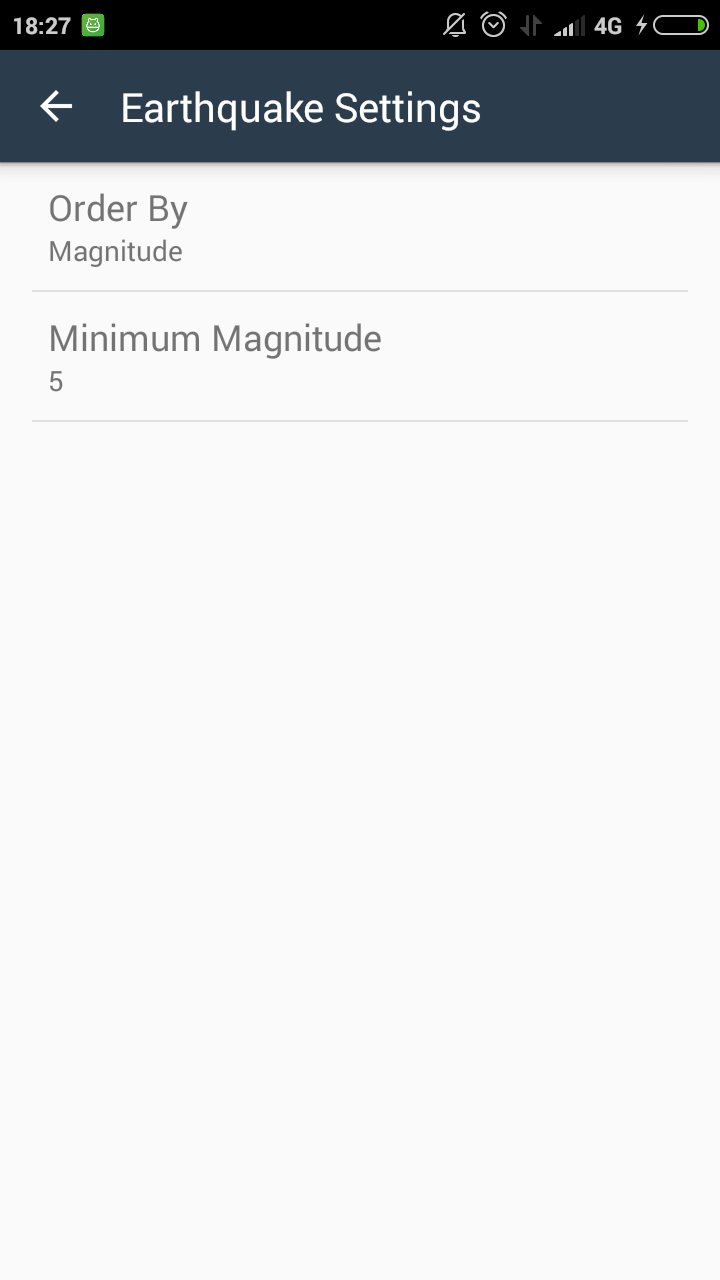 18:27 4G
Earthquake Settings
Order By
Magnitude
Minimum Magnitude
5